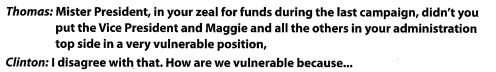 Thomas: Mister President, in your zeal for funds during the last campaign, didn't you
put the Vice President and Maggie and all the others in your administration
top side in a very vulnerable position,
Clinton: I disagree with that. How are we vulnerable because...